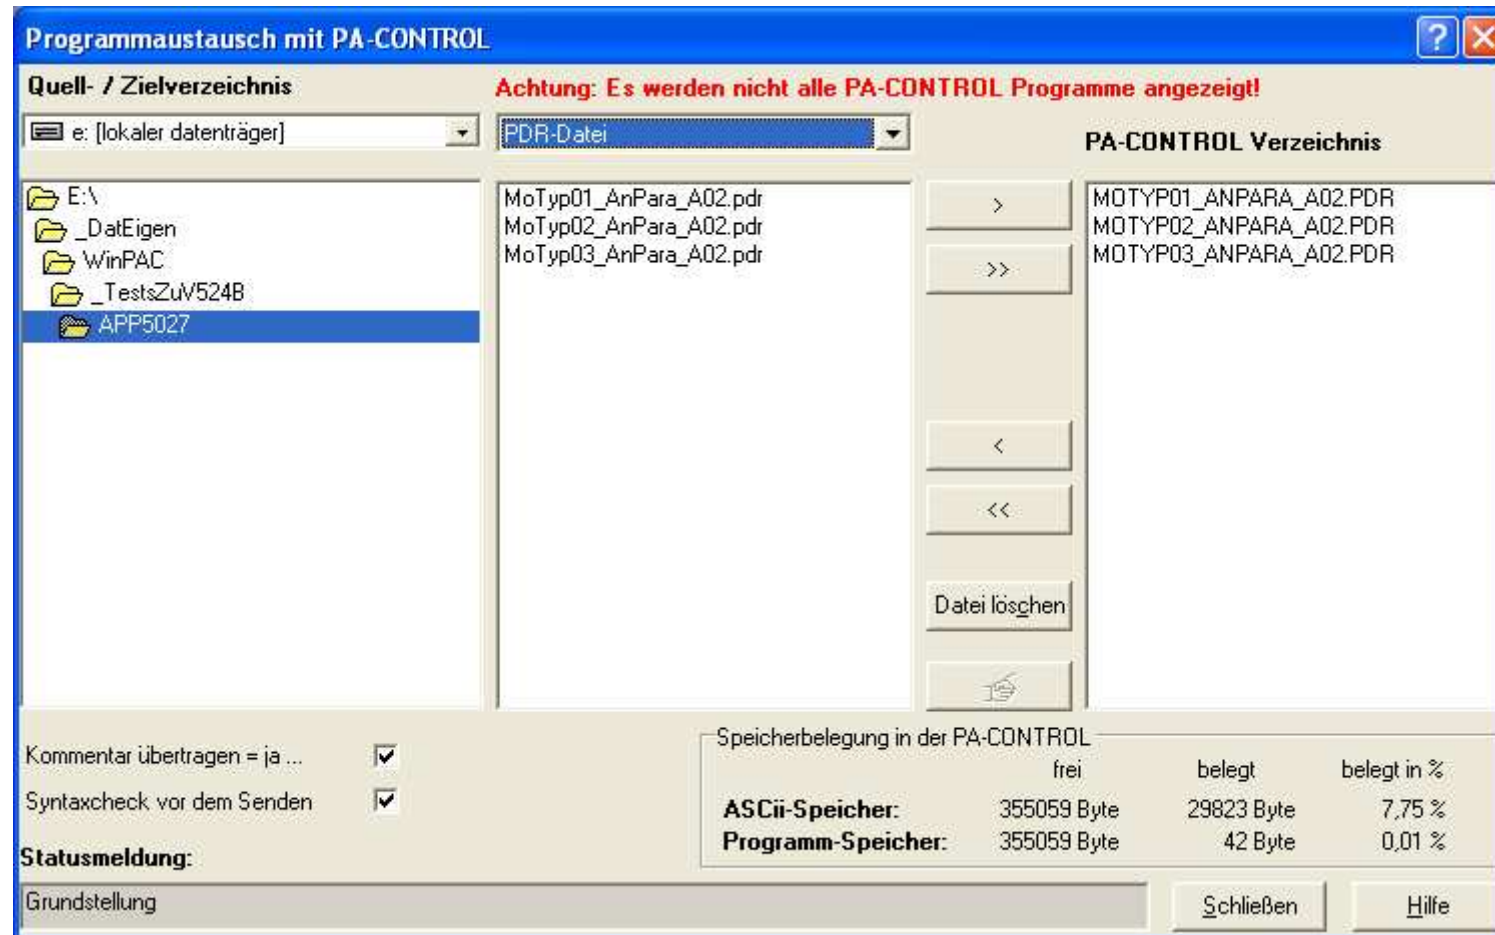 Programmaustausch mit PA-CONTROL
Quell- / Zielverzeichnis
Achtung: Es werden nicht alle PA-CONTROL Programme angezeigt!
e: [lokaler datenträger]
PDR-Datei
PA-CONTROL Verzeichnis
E:\
_DatEigen
WinPAC
_TestsZuV524B
APP5027
MoTyp01_AnPara_A02.pdr
MoTyp02_AnPara_A02.pdr
MoTyp03_AnPara_A02.pdr
>
>>
<
<<
Datei löschen
MOTYP01_ANPARA_A02.PDR
MOTYP02_ANPARA_A02.PDR
MOTYP03_ANPARA_A02.PDR
Kommentar übertragen = ja ...
Syntaxcheck vor dem Senden
Speicherbelegung in der PA-CONTROL
frei belegt belegt in %
ASCii-Speicher: 355059 Byte 29823 Byte 7,75 %
Programm-Speicher: 355059 Byte 42 Byte 0,01 %
Statusmeldung:
Grundstellung
Schließen
Hilfe